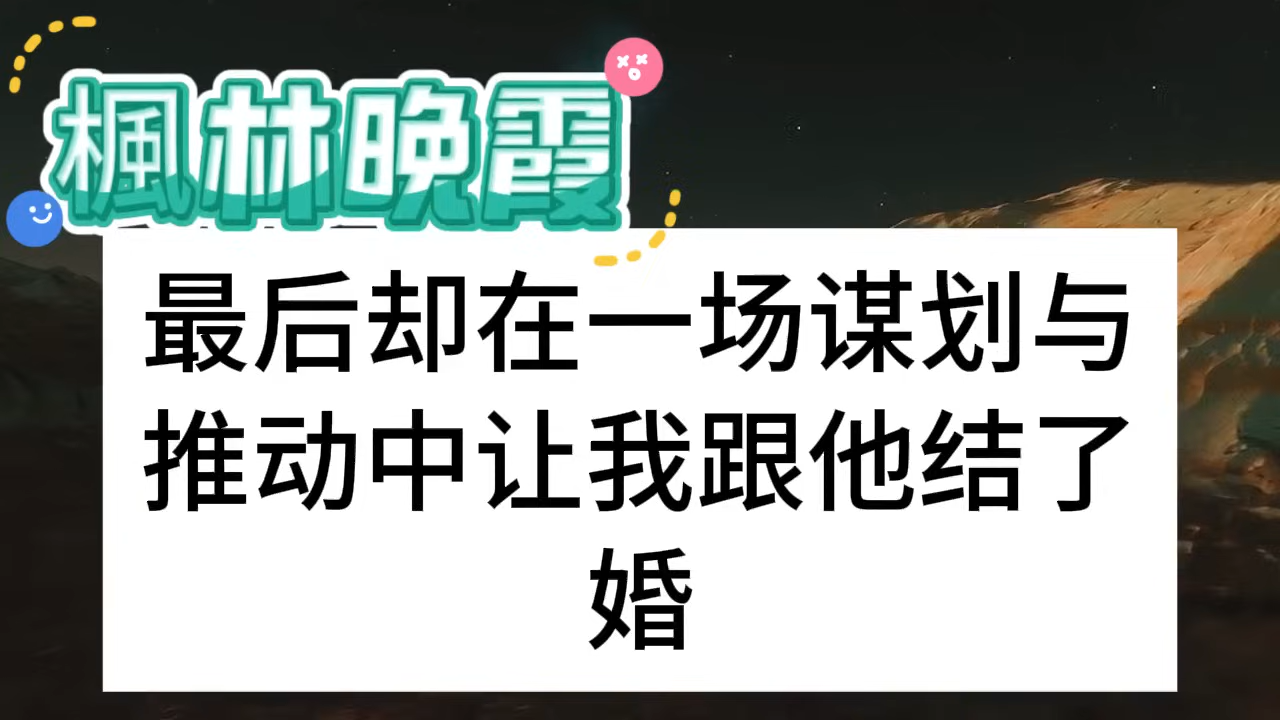 楓林晚霞
最后却在一场谋划与
推动中让我跟他结了
婚